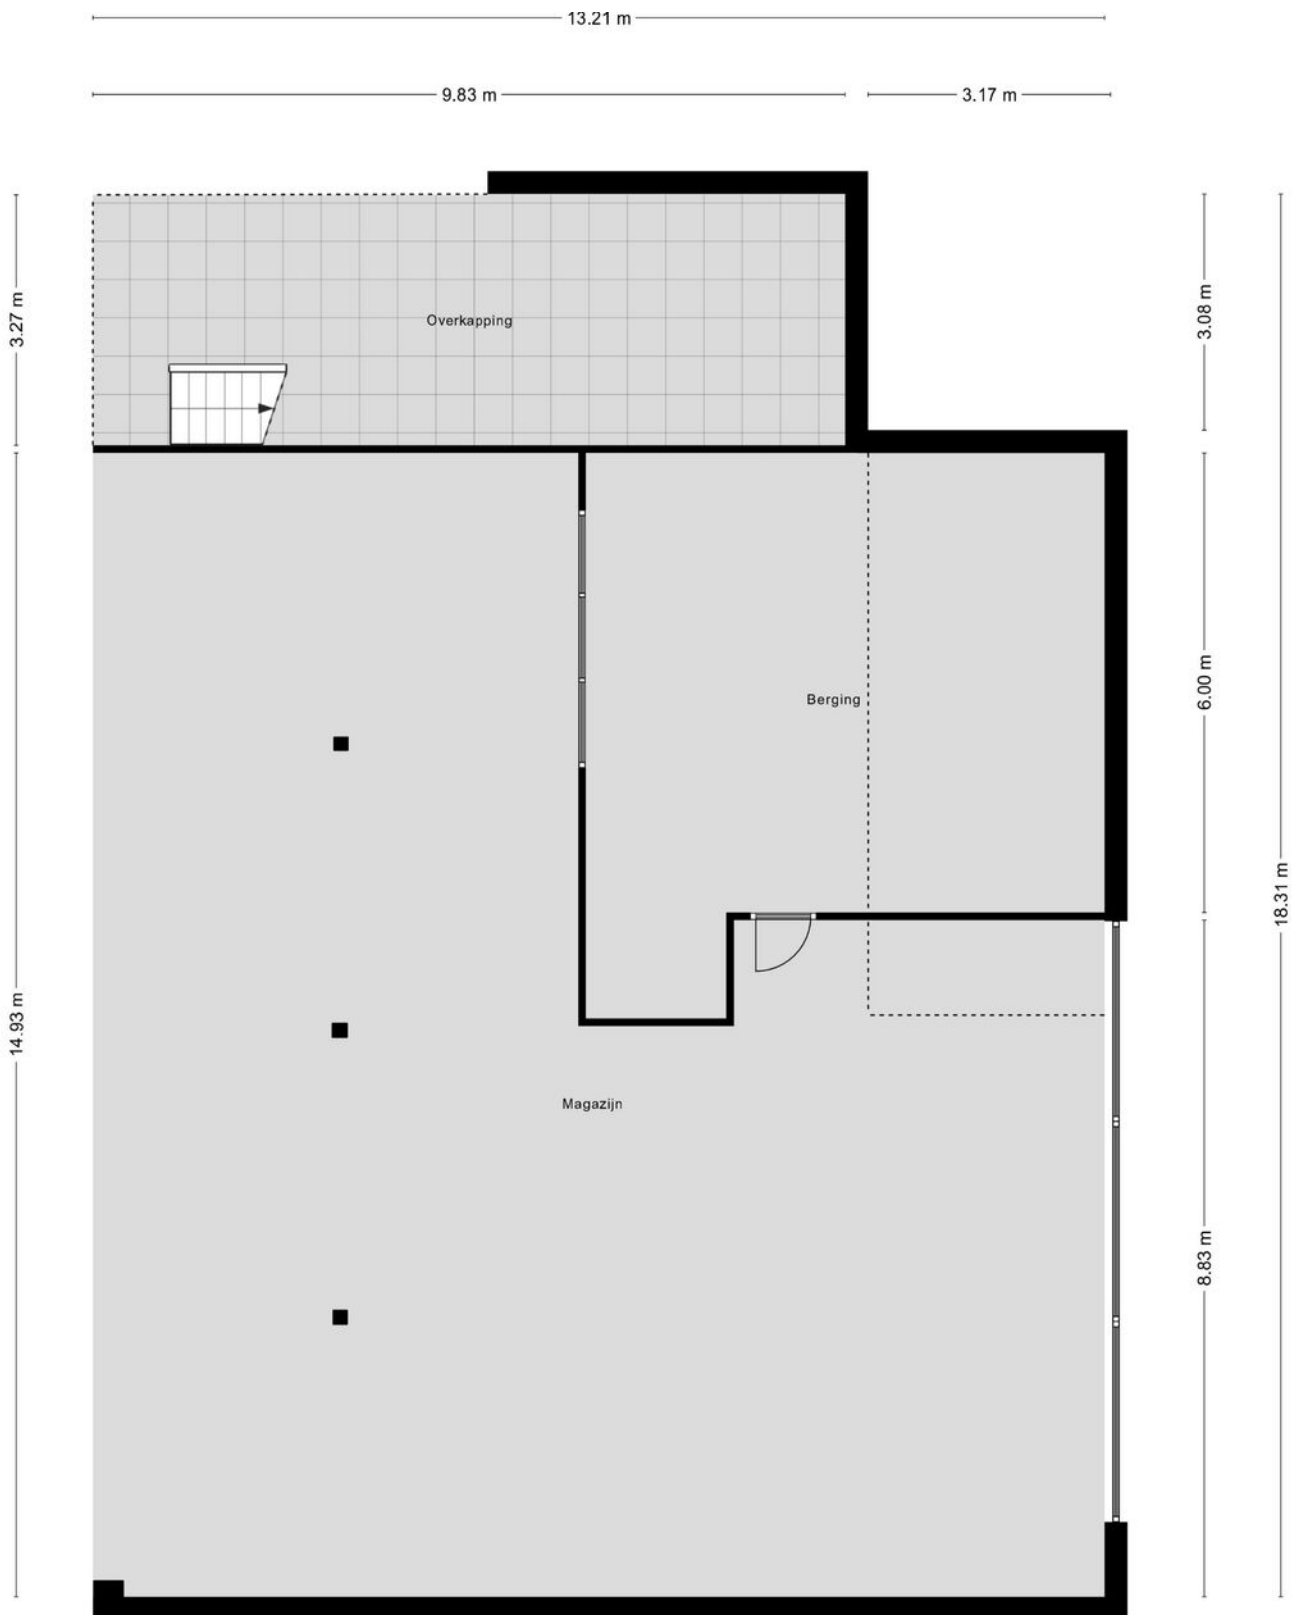 13.21 m
9.83 m
3.17 m
3.27 m
3.08 m
Overkapping
6.00 m
Berging
18.31 m
14.93 m
Magazijn
8.83 m